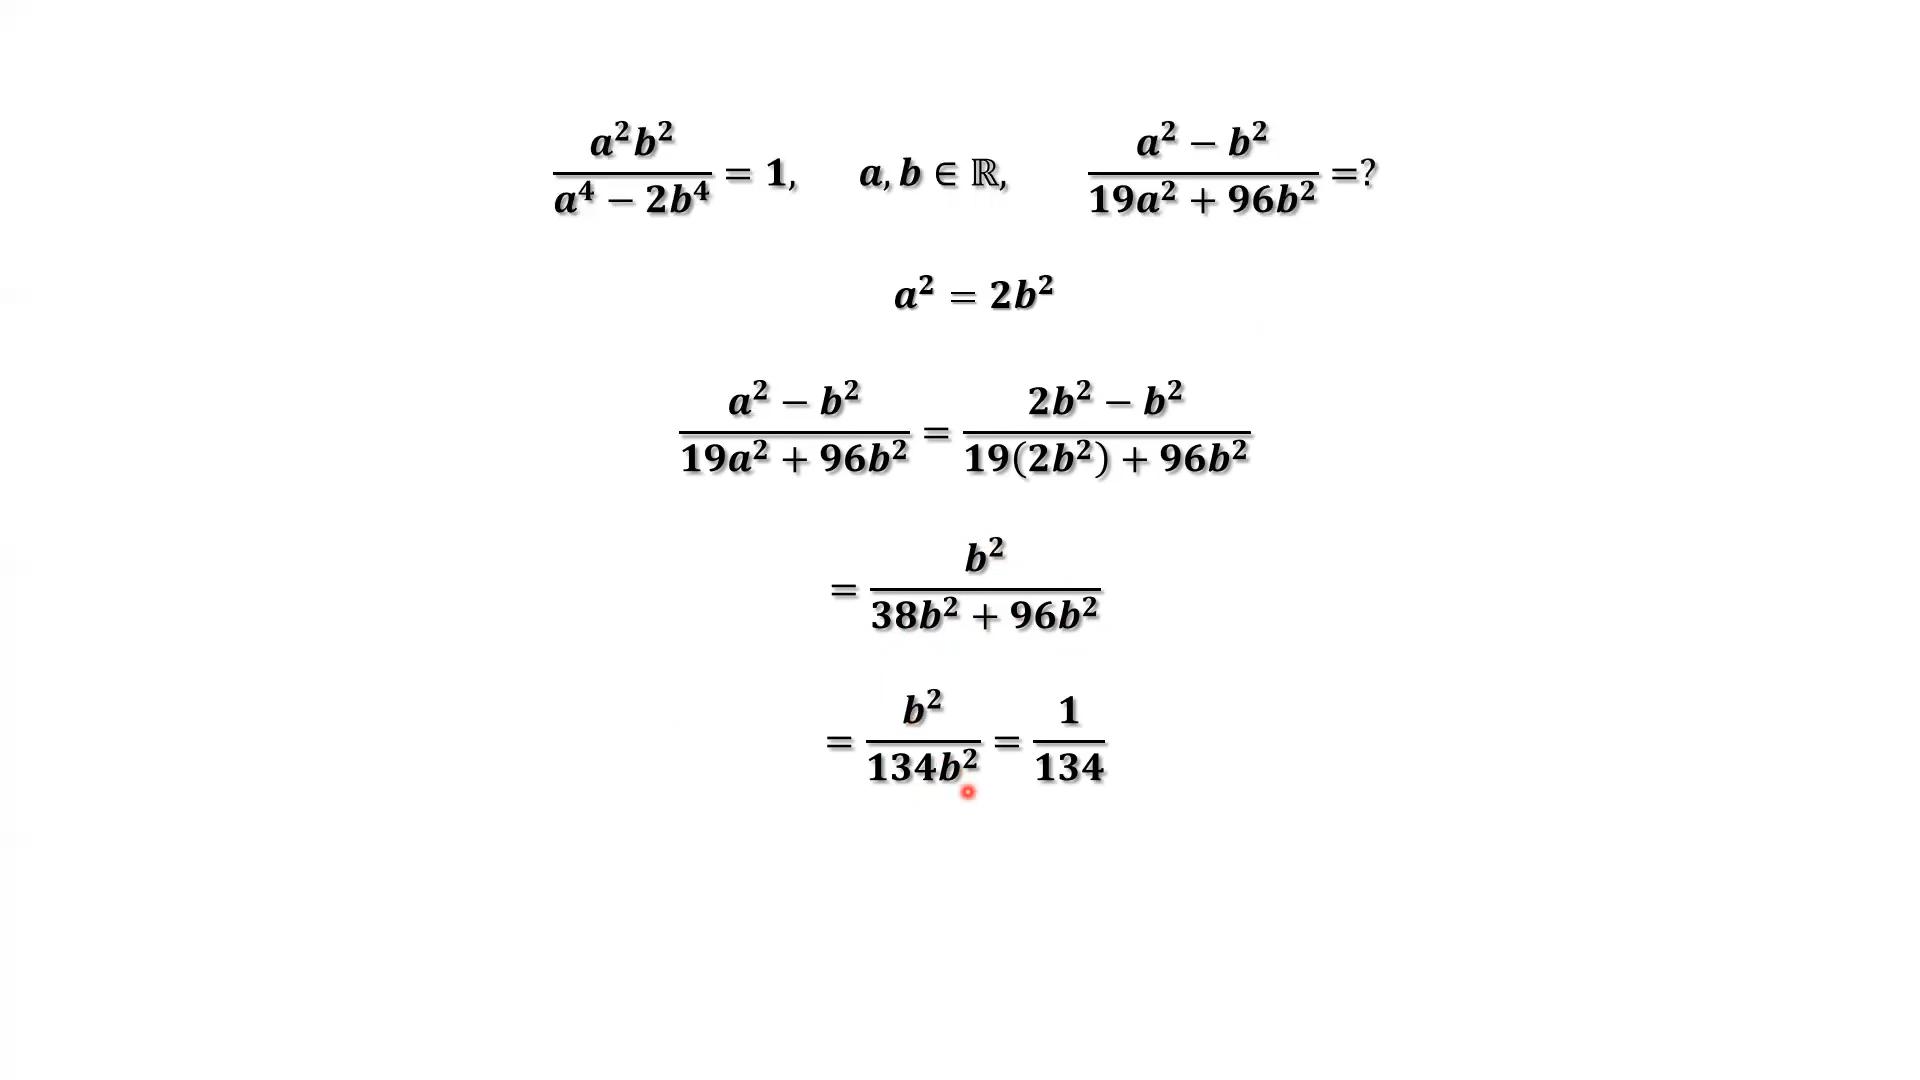 a²b² / a⁴ − 2b⁴ = 1, a, b ∈ ℝ, a² − b² / 19a² + 96b² =?
a² = 2b²
a² − b² / 19a² + 96b² = 2b² − b² / 19(2b²) + 96b²
= b² / 38b² + 96b²
= b² / 134b² = 1 / 134